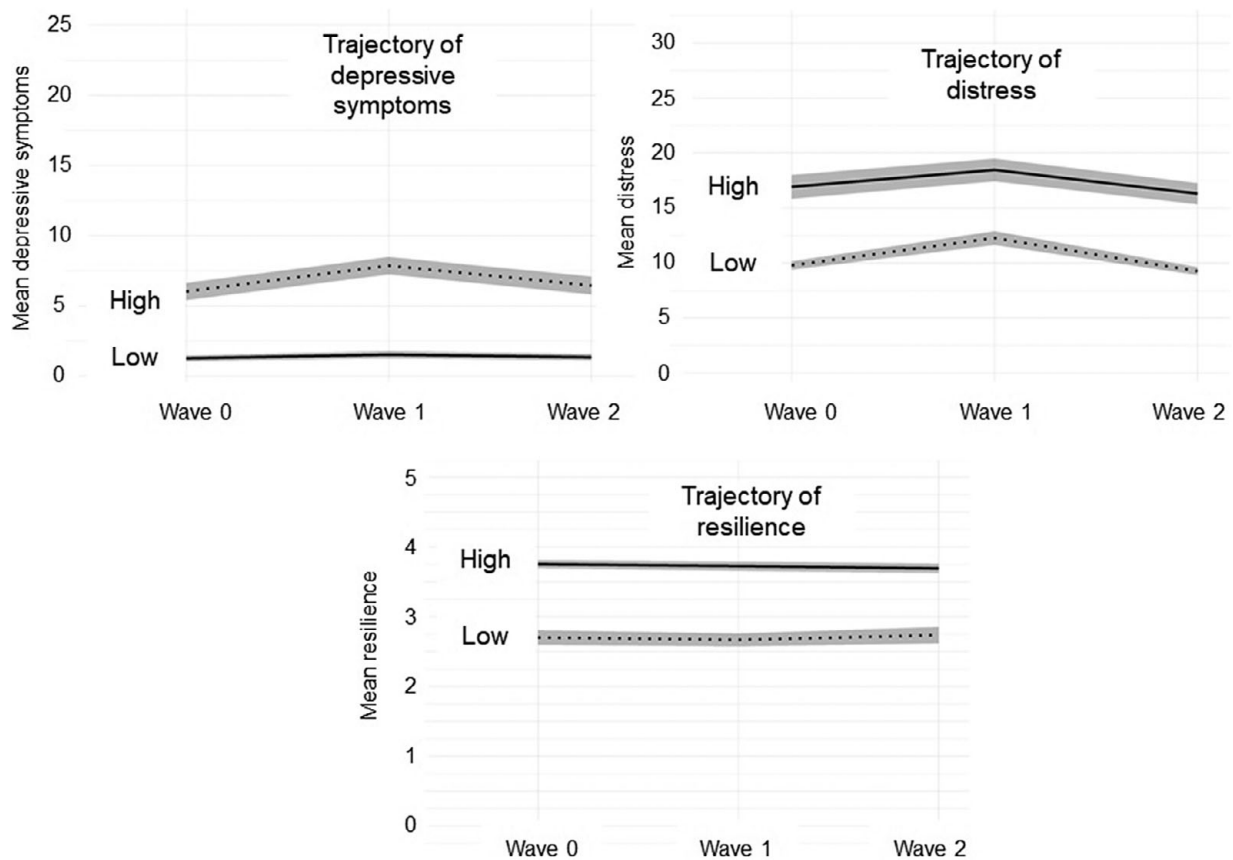 Trajectory of
depressive
symptoms
Mean depressive symptoms
25
20
15
10
5
0
High
Low
Wave 0
Wave 1
Wave 2
Trajectory of
distress
Mean distress
30
25
20
15
10
5
0
High
Low
Wave 0
Wave 1
Wave 2
Trajectory of
resilience
Mean resilience
5
4
3
2
1
0
High
Low
Wave 0
Wave 1
Wave 2